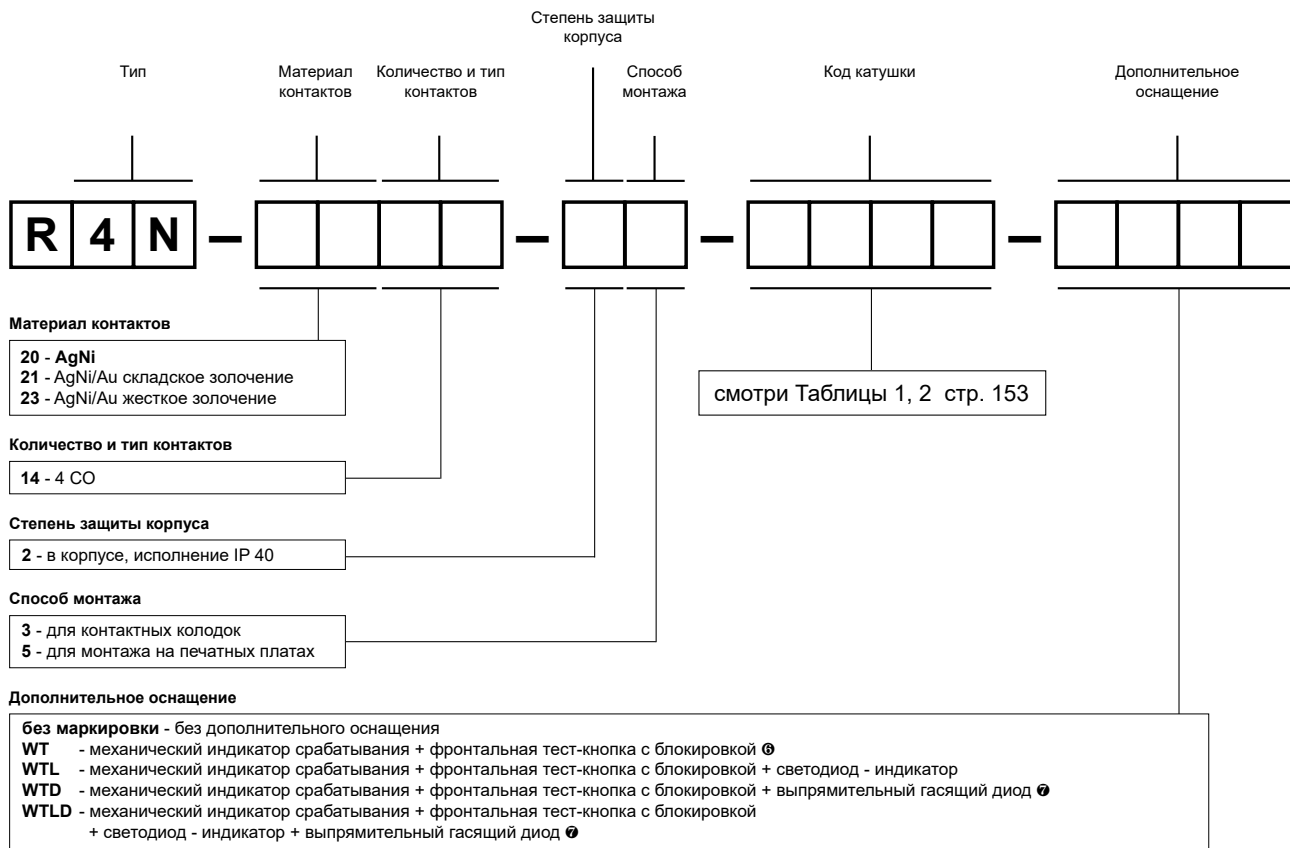 Степень защиты
корпуса
Тип
Материал
контактов
Количество и тип
контактов
Способ
монтажа
Код катушки
Дополнительное
оснащение
R 4 N – – – –
Материал контактов
20 - AgNi
21 - AgNi/Au складское золочение
23 - AgNi/Au жесткое золочение
смотри Таблицы 1, 2 стр. 153
Количество и тип контактов
14 - 4 CO
Степень защиты корпуса
2 - в корпусе, исполнение IP 40
Способ монтажа
3 - для контактных колодок
5 - для монтажа на печатных платах
Дополнительное оснащение
без маркировки - без дополнительного оснащения
WT - механический индикатор срабатывания + фронтальная тест-кнопка с блокировкой ❻
WTL - механический индикатор срабатывания + фронтальная тест-кнопка с блокировкой + светодиод - индикатор
WTD - механический индикатор срабатывания + фронтальная тест-кнопка с блокировкой + выпрямительный гасящий диод ❼
WTLD - механический индикатор срабатывания + фронтальная тест-кнопка с блокировкой
+ светодиод - индикатор + выпрямительный гасящий диод ❼